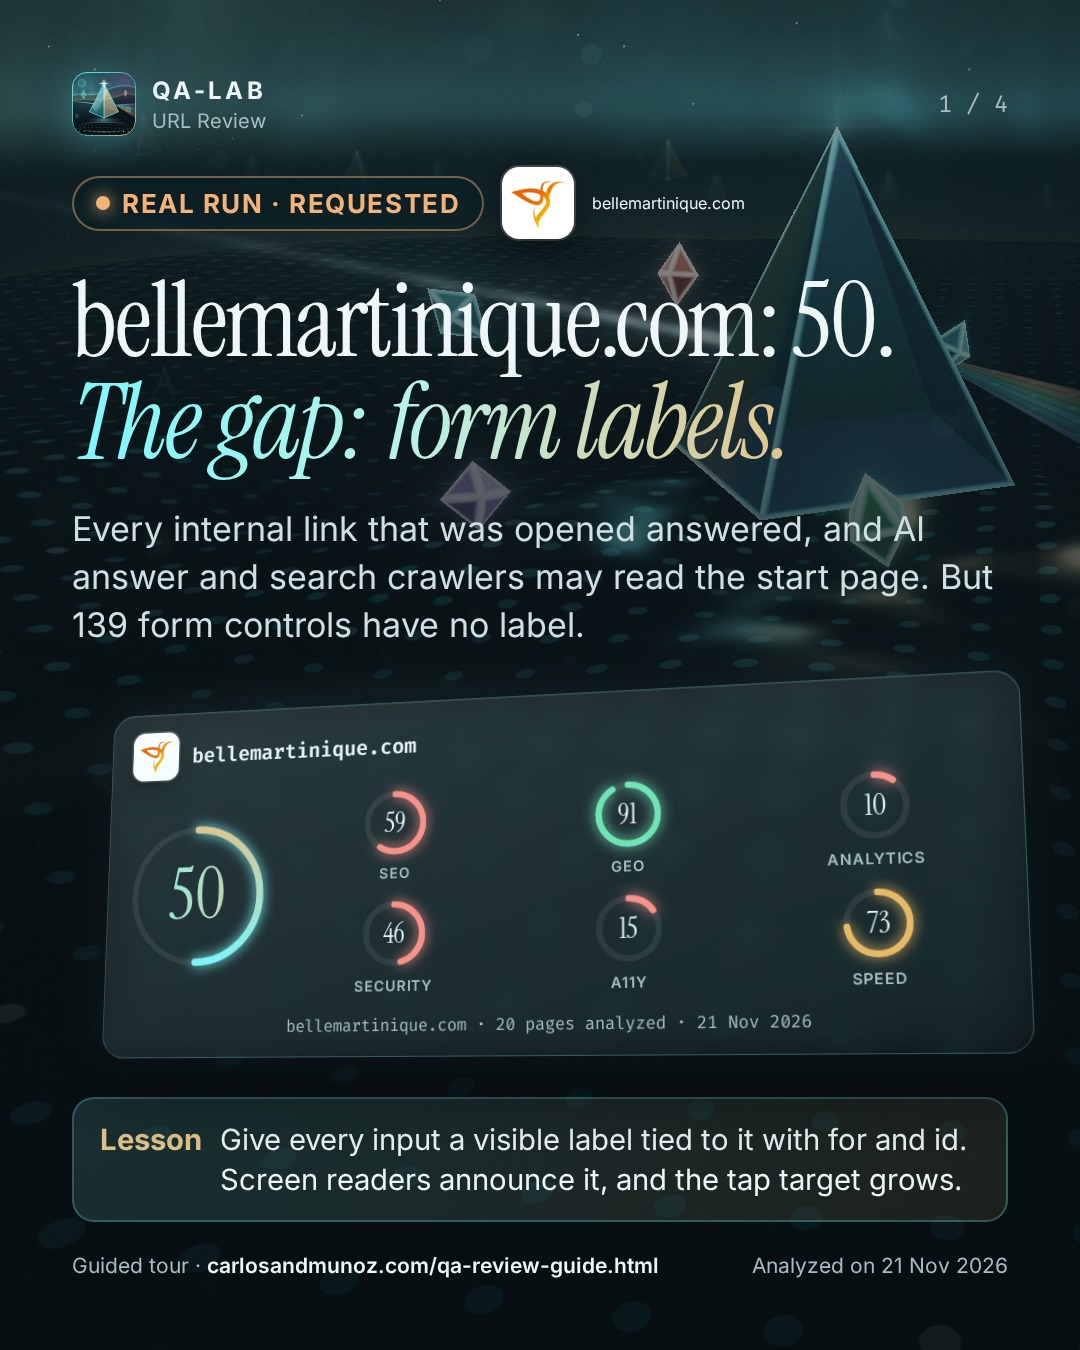 QA-LAB
URL Review
1 / 4
REAL RUN · REQUESTED
bellemartinique.com
bellemartinique.com: 50.
The gap: form labels.
Every internal link that was opened answered, and AI
answer and search crawlers may read the start page. But
139 form controls have no label.
bellemartinique.com
50
59
SEO
91
GEO
10
ANALYTICS
46
SECURITY
15
A11Y
73
SPEED
bellemartinique.com · 20 pages analyzed · 21 Nov 2026
Lesson Give every input a visible label tied to it with for and id.
Screen readers announce it, and the tap target grows.
Guided tour · carlosandmunoz.com/qa-review-guide.html
Analyzed on 21 Nov 2026